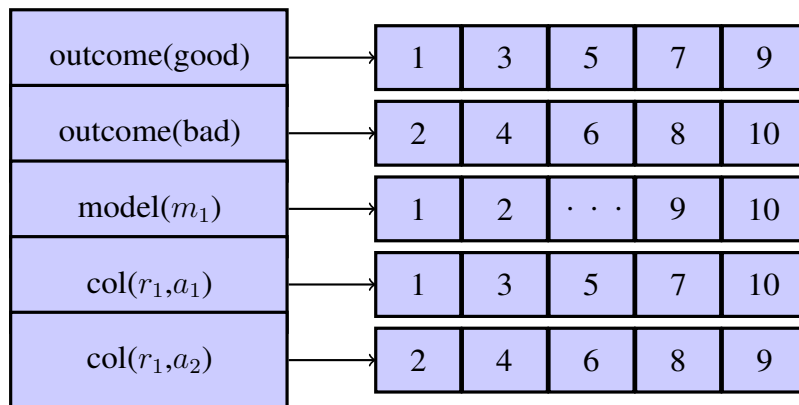 outcome(good) 1 3 5 7 9
outcome(bad) 2 4 6 8 10
model(m₁) 1 2 · · · 9 10
col(r₁,a₁) 1 3 5 7 10
col(r₁,a₂) 2 4 6 8 9